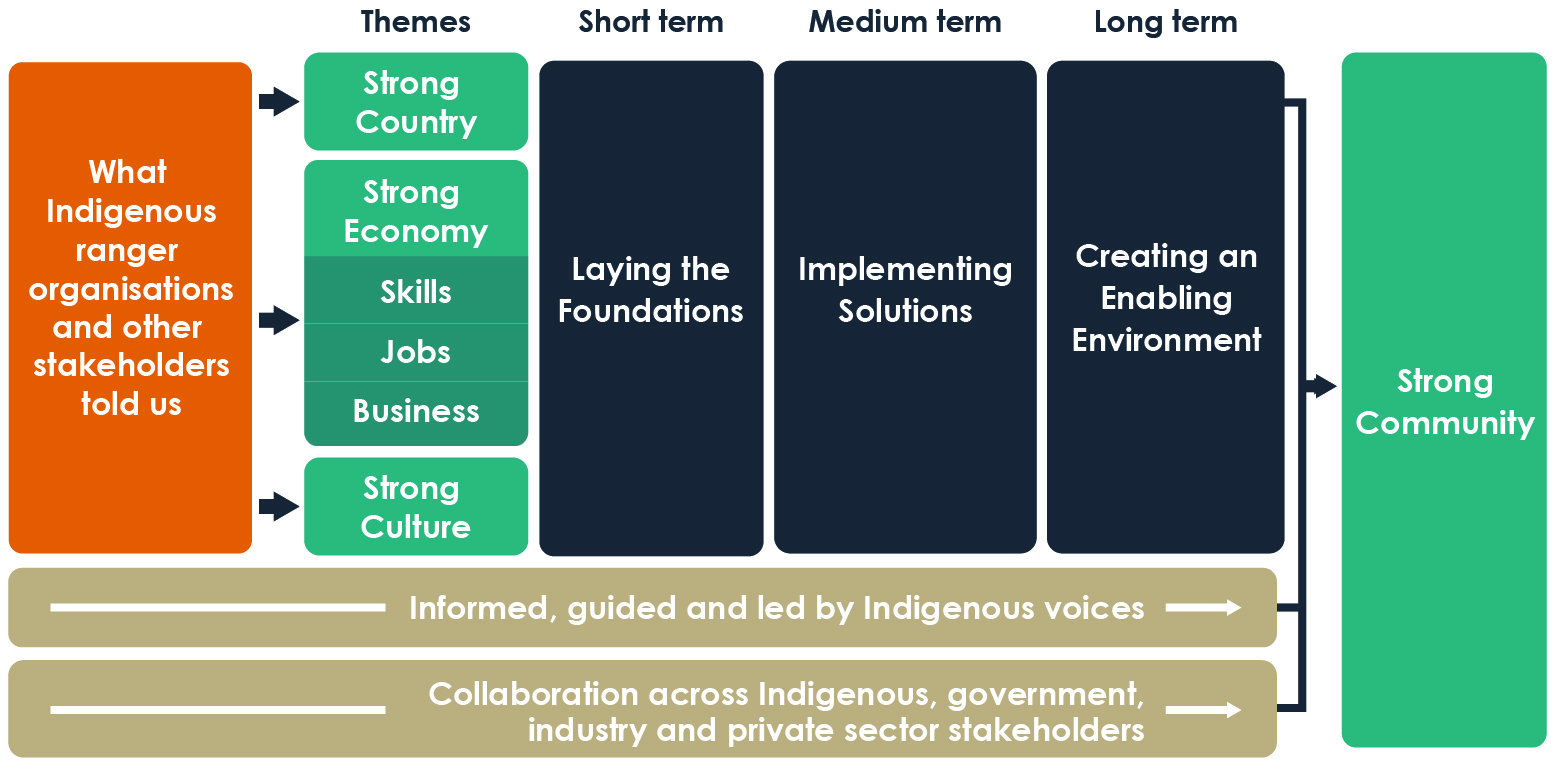 Themes
Short term
Medium term
Long term
What
Indigenous
ranger
organisations
and other
stakeholders
told us
Strong
Country
Strong
Economy
Skills
Jobs
Business
Strong
Culture
Laying the
Foundations
Implementing
Solutions
Creating an
Enabling
Environment
Strong
Community
Informed, guided and led by Indigenous voices
Collaboration across Indigenous, government,
industry and private sector stakeholders